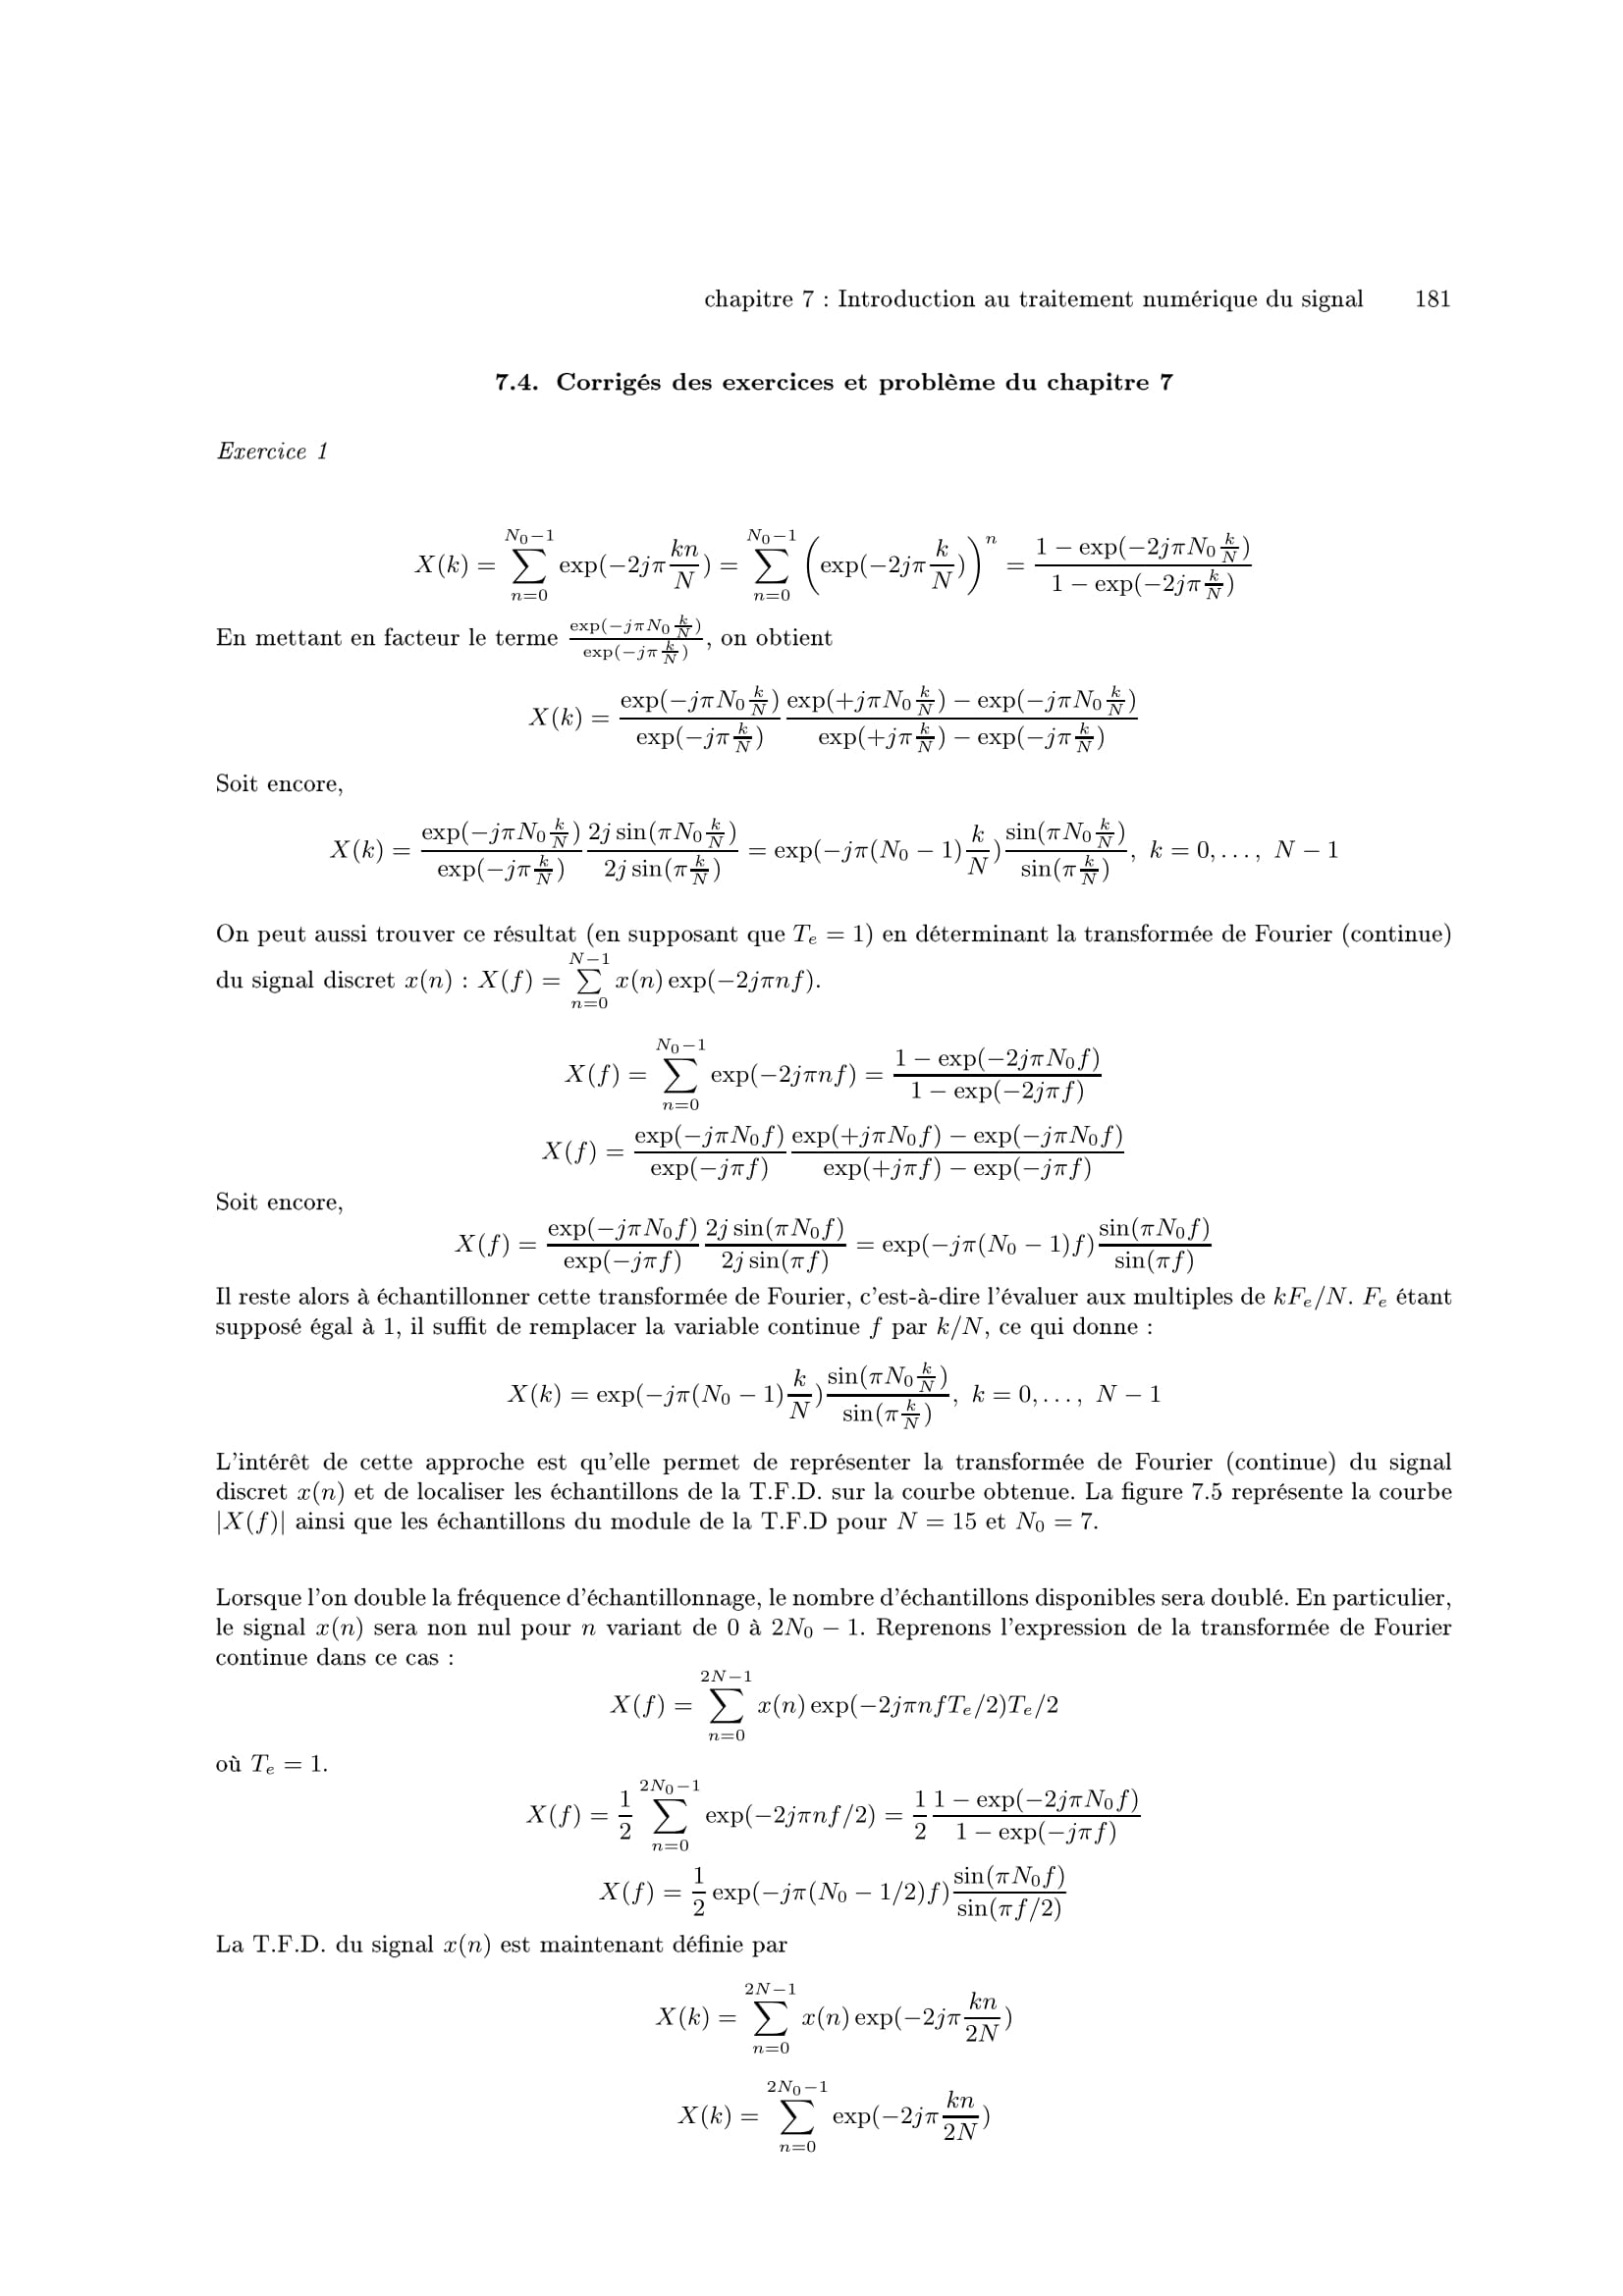 chapitre 7 : Introduction au traitement numérique du signal 181
7.4. Corrigés des exercices et problème du chapitre 7
Exercice 1
$X(k) = \sum_{n=0}^{N_0-1} \exp(-2j\pi \frac{kn}{N}) = \sum_{n=0}^{N_0-1} \left( \exp(-2j\pi \frac{k}{N}) \right)^n = \frac{1 - \exp(-2j\pi N_0 \frac{k}{N})}{1 - \exp(-2j\pi \frac{k}{N})}$
En mettant en facteur le terme $\frac{\exp(-j\pi N_0 \frac{k}{N})}{\exp(-j\pi \frac{k}{N})}$, on obtient
$X(k) = \frac{\exp(-j\pi N_0 \frac{k}{N})}{\exp(-j\pi \frac{k}{N})} \frac{\exp(+j\pi N_0 \frac{k}{N}) - \exp(-j\pi N_0 \frac{k}{N})}{\exp(+j\pi \frac{k}{N}) - \exp(-j\pi \frac{k}{N})}$
Soit encore,
$X(k) = \frac{\exp(-j\pi N_0 \frac{k}{N})}{\exp(-j\pi \frac{k}{N})} \frac{2j \sin(\pi N_0 \frac{k}{N})}{2j \sin(\pi \frac{k}{N})} = \exp(-j\pi(N_0 - 1)\frac{k}{N}) \frac{\sin(\pi N_0 \frac{k}{N})}{\sin(\pi \frac{k}{N})}, \ k = 0, \ldots, \ N - 1$
On peut aussi trouver ce résultat (en supposant que $T_e = 1$) en déterminant la transformée de Fourier (continue)
du signal discret $x(n)$ : $X(f) = \sum_{n=0}^{N-1} x(n) \exp(-2j\pi nf)$.
$X(f) = \sum_{n=0}^{N_0-1} \exp(-2j\pi nf) = \frac{1 - \exp(-2j\pi N_0 f)}{1 - \exp(-2j\pi f)}$
$X(f) = \frac{\exp(-j\pi N_0 f)}{\exp(-j\pi f)} \frac{\exp(+j\pi N_0 f) - \exp(-j\pi N_0 f)}{\exp(+j\pi f) - \exp(-j\pi f)}$
Soit encore,
$X(f) = \frac{\exp(-j\pi N_0 f)}{\exp(-j\pi f)} \frac{2j \sin(\pi N_0 f)}{2j \sin(\pi f)} = \exp(-j\pi(N_0 - 1)f) \frac{\sin(\pi N_0 f)}{\sin(\pi f)}$
Il reste alors à échantillonner cette transformée de Fourier, c'est-à-dire l'évaluer aux multiples de $kF_e/N$. $F_e$ étant
supposé égal à 1, il suffit de remplacer la variable continue $f$ par $k/N$, ce qui donne :
$X(k) = \exp(-j\pi(N_0 - 1)\frac{k}{N}) \frac{\sin(\pi N_0 \frac{k}{N})}{\sin(\pi \frac{k}{N})}, \ k = 0, \ldots, \ N - 1$
L'intérêt de cette approche est qu'elle permet de représenter la transformée de Fourier (continue) du signal
discret $x(n)$ et de localiser les échantillons de la T.F.D. sur la courbe obtenue. La figure 7.5 représente la courbe
$|X(f)|$ ainsi que les échantillons du module de la T.F.D pour $N = 15$ et $N_0 = 7$.
Lorsque l'on double la fréquence d'échantillonnage, le nombre d'échantillons disponibles sera doublé. En particulier,
le signal $x(n)$ sera non nul pour $n$ variant de 0 à $2N_0 - 1$. Reprenons l'expression de la transformée de Fourier
continue dans ce cas :
$X(f) = \sum_{n=0}^{2N-1} x(n) \exp(-2j\pi nfT_e/2)T_e/2$
où $T_e = 1$.
$X(f) = \frac{1}{2} \sum_{n=0}^{2N_0-1} \exp(-2j\pi nf/2) = \frac{1}{2} \frac{1 - \exp(-2j\pi N_0 f)}{1 - \exp(-j\pi f)}$
$X(f) = \frac{1}{2} \exp(-j\pi(N_0 - 1/2)f) \frac{\sin(\pi N_0 f)}{\sin(\pi f/2)}$
La T.F.D. du signal $x(n)$ est maintenant définie par
$X(k) = \sum_{n=0}^{2N-1} x(n) \exp(-2j\pi \frac{kn}{2N})$
$X(k) = \sum_{n=0}^{2N_0-1} \exp(-2j\pi \frac{kn}{2N})$